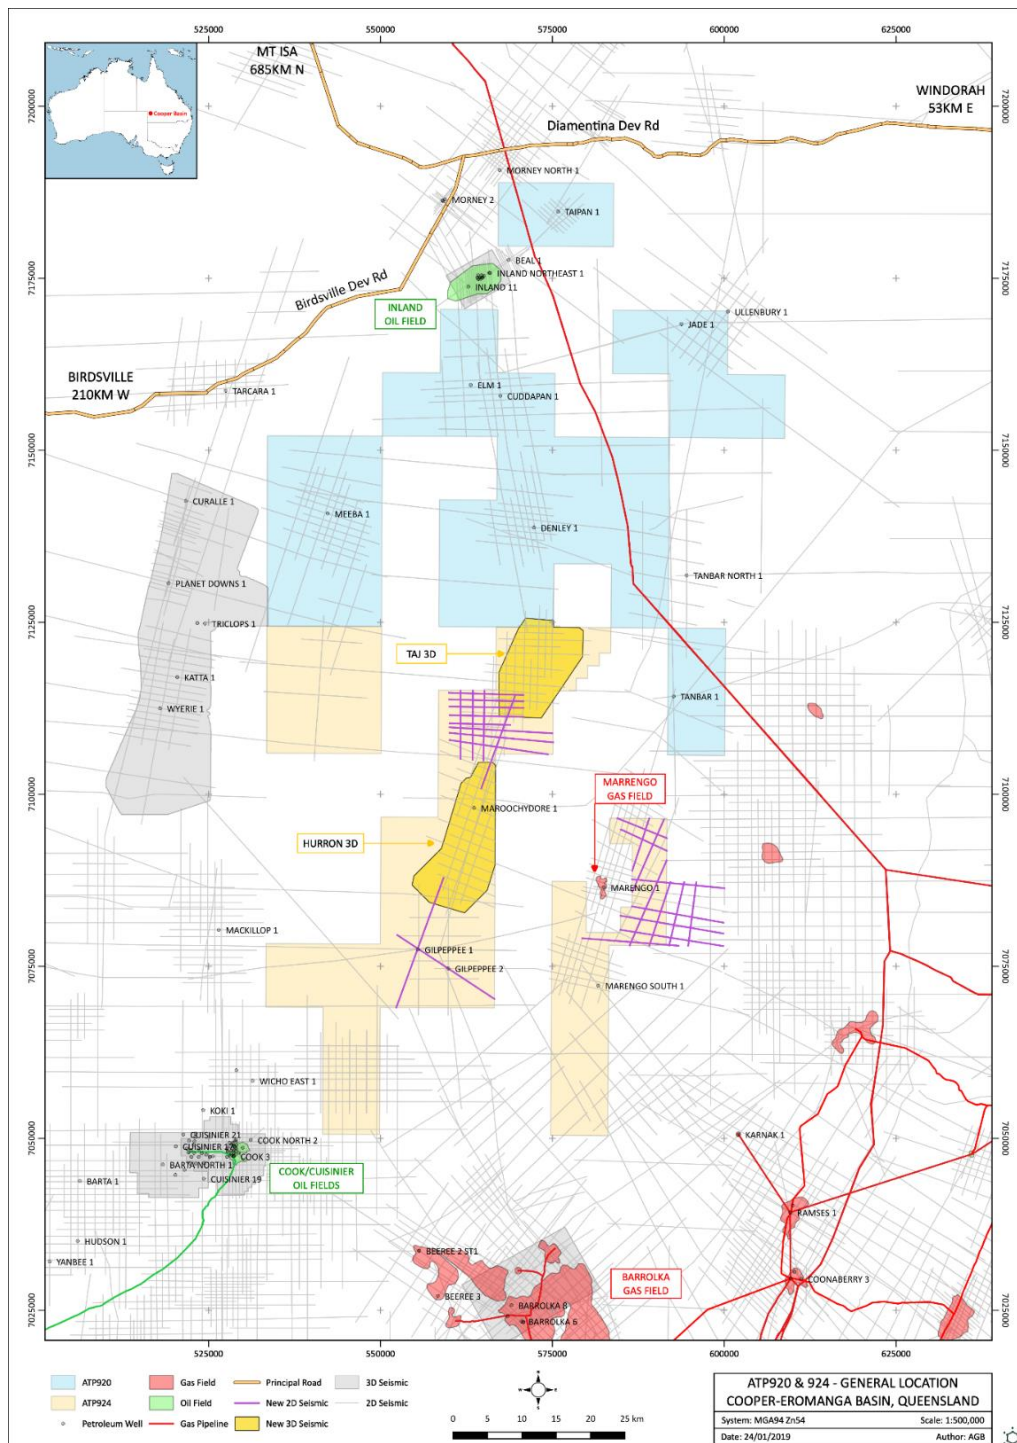 525000
550000
575000
600000
625000
MT ISA
685KM N
Cooper Basin
WINDORAH
53KM E
7200000
7200000
Diamentina Dev Rd
MORNEY NORTH 1
MORNEY 2
TAIPAN 1
BEAL 1
7175000
7175000
INLAND NORTHEAST 1
INLAND 11
Birdsville Dev Rd
INLAND
OIL FIELD
ULLENBURY 1
JADE 1
BIRDSVILLE
210KM W
ELM 1
CUDDAPAN 1
TARCARA 1
7150000
7150000
CURALLE 1
MEEBA 1
DENLEY 1
PLANET DOWNS 1
TANBAR NORTH 1
7125000
7125000
TRICLOPS 1
TAJ 3D
KATTA 1
TANBAR 1
WYERIE 1
7100000
7100000
MARRENGO
GAS FIELD
MAROOCHYDORE 1
HURRON 3D
MARENGO 1
MACKILLOP 1
GILPEPPEE 1
GILPEPPEE 2
7075000
7075000
MARENGO SOUTH 1
WICHO EAST 1
KOKI 1
7050000
7050000
CUISINIER 21
COOK NORTH 2
KARNAK 1
COOK 3
BARTA NORTH 1
COOK/CUISINIER
OIL FIELDS
BARTA 1
CUISINIER 19
RAMSES 1
HUDSON 1
YANBEE 1
BEEREE 2 ST1
BARROLKA
GAS FIELD
COONABERRY 3
BEEREE 3
BARROLKA 8
BARROLKA 6
7025000
7025000
525000
550000
575000
600000
625000
ATP920
Gas Field
Principal Road
3D Seismic
ATP924
Oil Field
New 2D Seismic
2D Seismic
Petroleum Well
Gas Pipeline
New 3D Seismic
N
E
S
W
0 5 10 15 20 25 km
ATP920 & 924 - GENERAL LOCATION
COOPER-EROMANGA BASIN, QUEENSLAND
System: MGA94 Zn54
Scale: 1:500,000
Date: 24/01/2019
Author: AGB